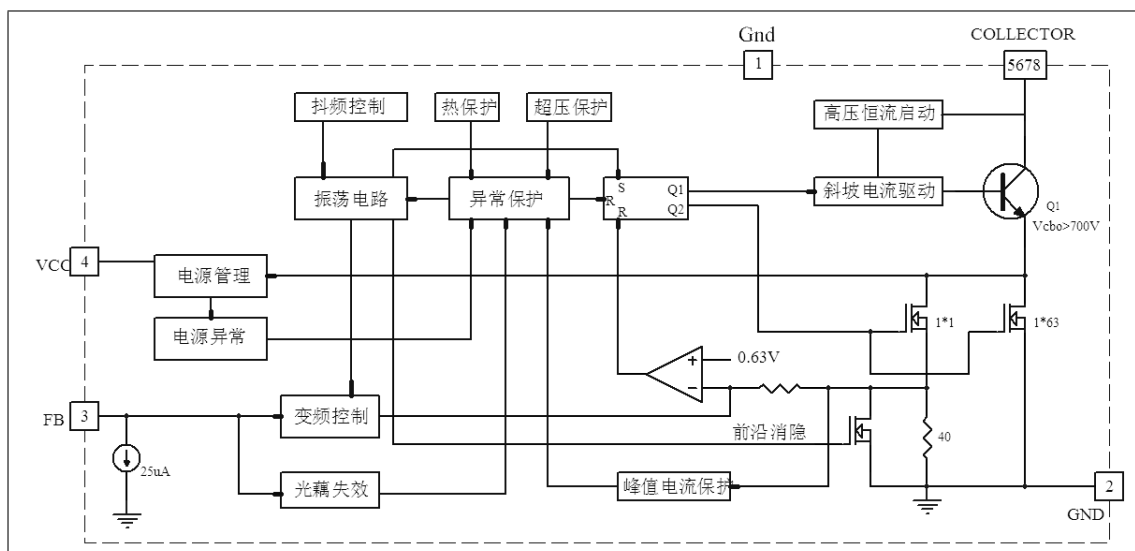 Gnd
COLLECTOR
1
5678
抖频控制
热保护
超压保护
高压恒流启动
振荡电路
异常保护
S
R
R
Q1
Q2
斜坡电流驱动
Q1
Vcbo>700V
VCC
4
电源管理
电源异常
1*1
1*63
0.63V
+
-
FB
3
变频控制
前沿消隐
40
25uA
光藕失效
峰值电流保护
2
GND